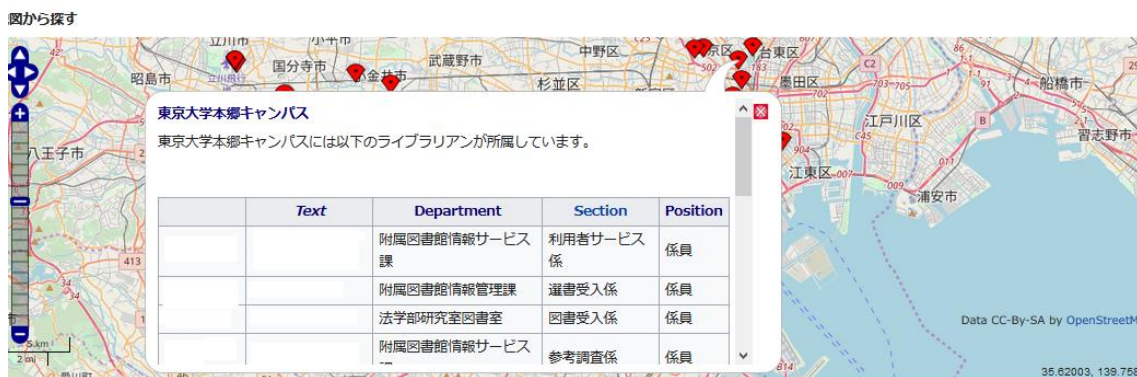 図から探す
立川市
小平市
武蔵野市
中野区
台東区
昭島市
国分寺市
小金井市
杉並区
墨田区
船橋市
江戸川区
習志野市
八王子市
江東区
浦安市
東京大学本郷キャンパス
東京大学本郷キャンパスには以下のライブラリアンが所属しています。
Text Department Section Position
附属図書館情報サービス 利用者サービス 係員
課 係
附属図書館情報管理課 選書受入係 係員
法学部研究室図書室 図書受入係 係員
附属図書館情報サービス 参考調査係 係員
413
5 km
2 mi
814
Data CC-By-SA by OpenStreetM
35.62003, 139.758